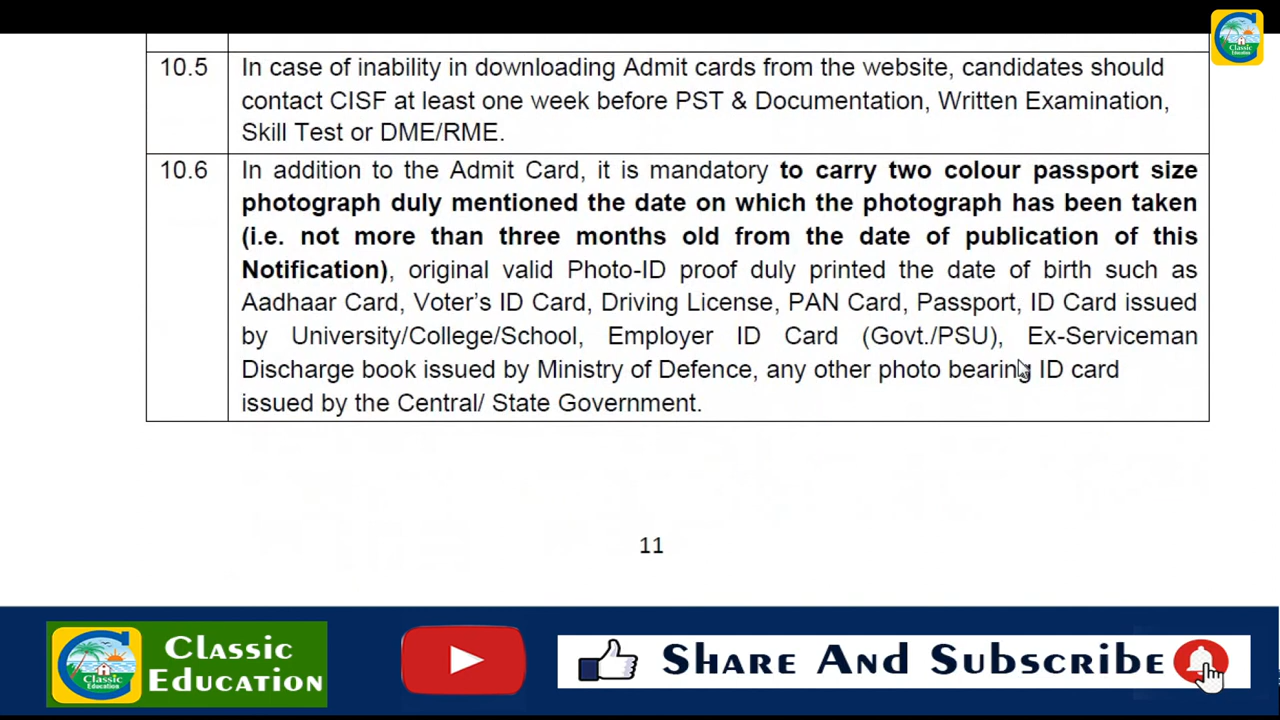 Classic
Education
10.5 In case of inability in downloading Admit cards from the website, candidates should
contact CISF at least one week before PST & Documentation, Written Examination,
Skill Test or DME/RME.
10.6 In addition to the Admit Card, it is mandatory to carry two colour passport size
photograph duly mentioned the date on which the photograph has been taken
(i.e. not more than three months old from the date of publication of this
Notification), original valid Photo-ID proof duly printed the date of birth such as
Aadhaar Card, Voter's ID Card, Driving License, PAN Card, Passport, ID Card issued
by University/College/School, Employer ID Card (Govt./PSU), Ex-Serviceman
Discharge book issued by Ministry of Defence, any other photo bearing ID card
issued by the Central/ State Government.
11
Classic
Education
Classic
Education
Share And Subscribe